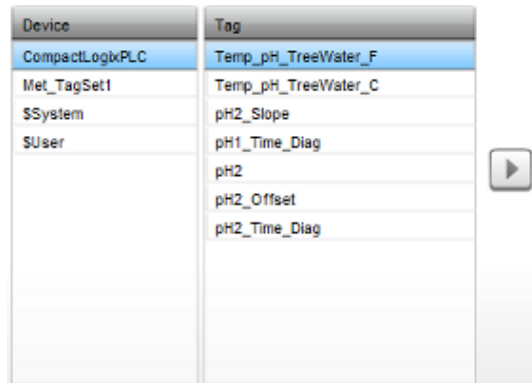 Device
CompactLogixPLC
Met_TagSet1
$System
$User
Tag
Temp_pH_TreeWater_F
Temp_pH_TreeWater_C
pH2_Slope
pH1_Time_Diag
pH2
pH2_Offset
pH2_Time_Diag